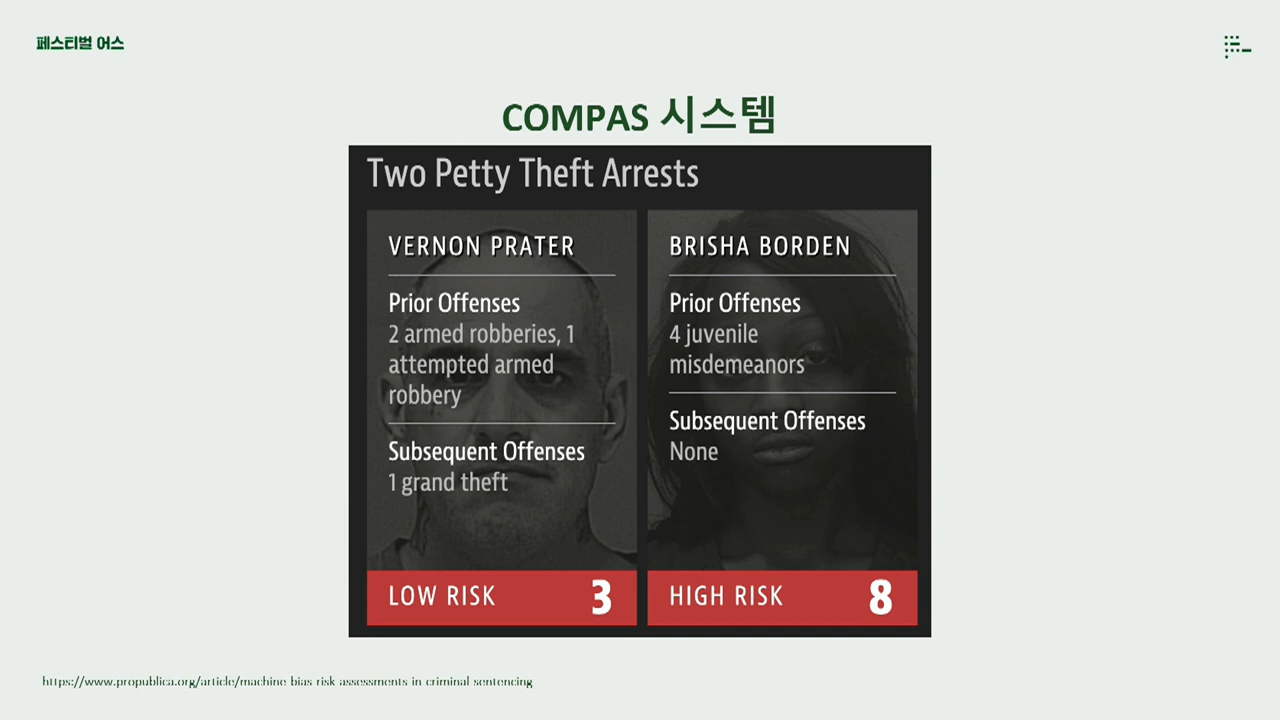 페스티벌 어스
COMPAS 시스템
Two Petty Theft Arrests
VERNON PRATER
Prior Offenses
2 armed robberies, 1
attempted armed
robbery
Subsequent Offenses
1 grand theft
LOW RISK 3
BRISHA BORDEN
Prior Offenses
4 juvenile
misdemeanors
Subsequent Offenses
None
HIGH RISK 8
https://www.propublica.org/article/machine-bias-risk-assessments-in-criminal-sentencing